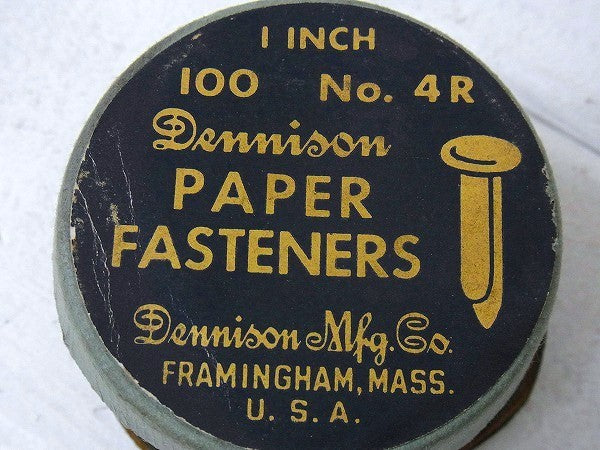 1 INCH
100 No. 4R
Dennison
PAPER
FASTENERS
Dennison Mfg. Co.
FRAMINGHAM, MASS.
U. S. A.